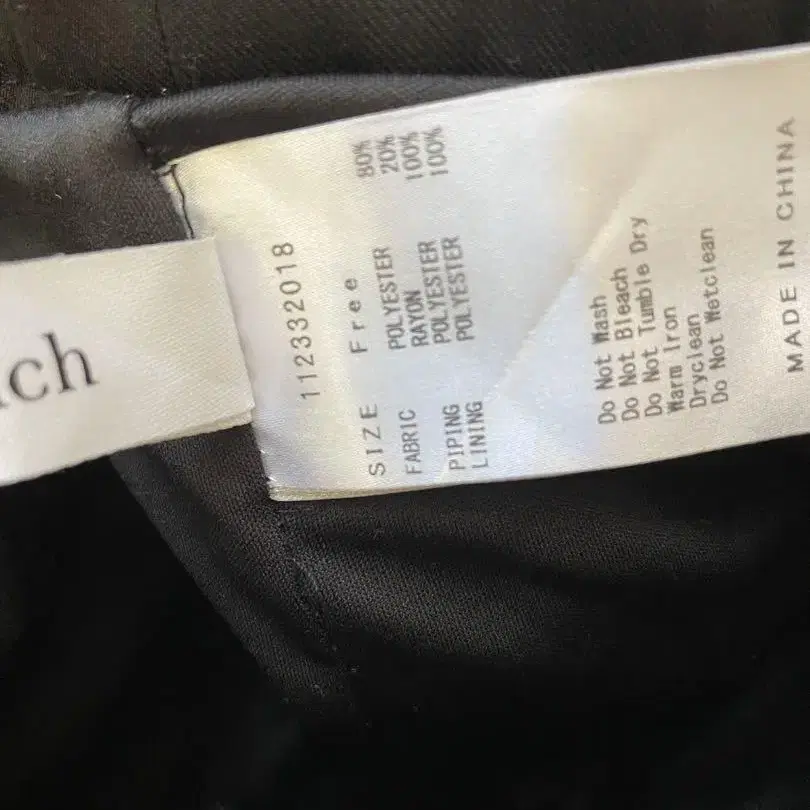 ch
112332018
SIZE Free
FABRIC POLYESTER 80%
RAYON 20%
PIPING POLYESTER 100%
LINING POLYESTER 100%
Do Not Wash
Do Not Bleach
Do Not Tumble Dry
Warm Iron
Dryclean
Do Not Wetclean
MADE IN CHINA